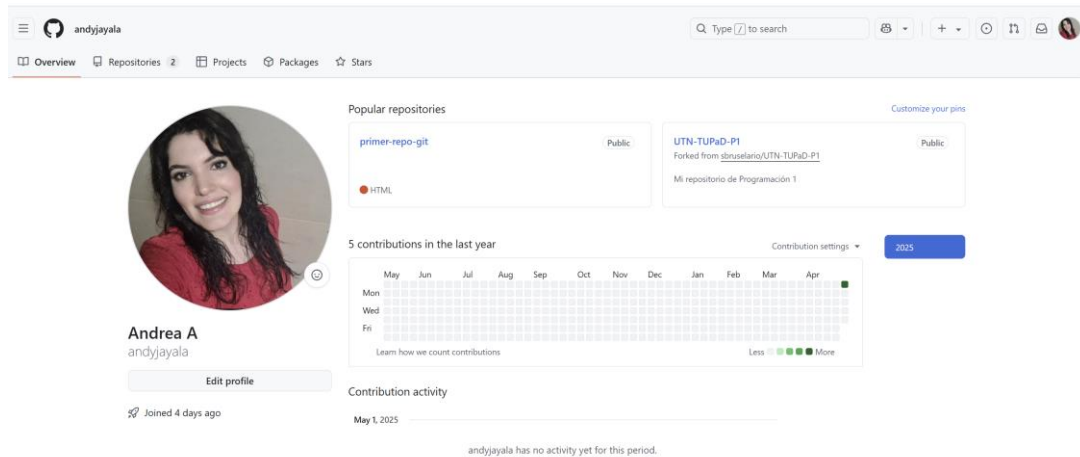 andyjayala
Type / to search
Overview
Repositories 2
Projects
Packages
Stars
Popular repositories
Customize your pins
primer-repo-git
Public
HTML
UTN-TUPaD-P1
Public
Forked from sbruselario/UTN-TUPaD-P1
Mi repositorio de Programación 1
5 contributions in the last year
Contribution settings
2025
May Jun Jul Aug Sep Oct Nov Dec Jan Feb Mar Apr
Mon
Wed
Fri
Learn how we count contributions
Less More
Andrea A
andyjayala
Edit profile
Joined 4 days ago
Contribution activity
May 1, 2025
andyjayala has no activity yet for this period.